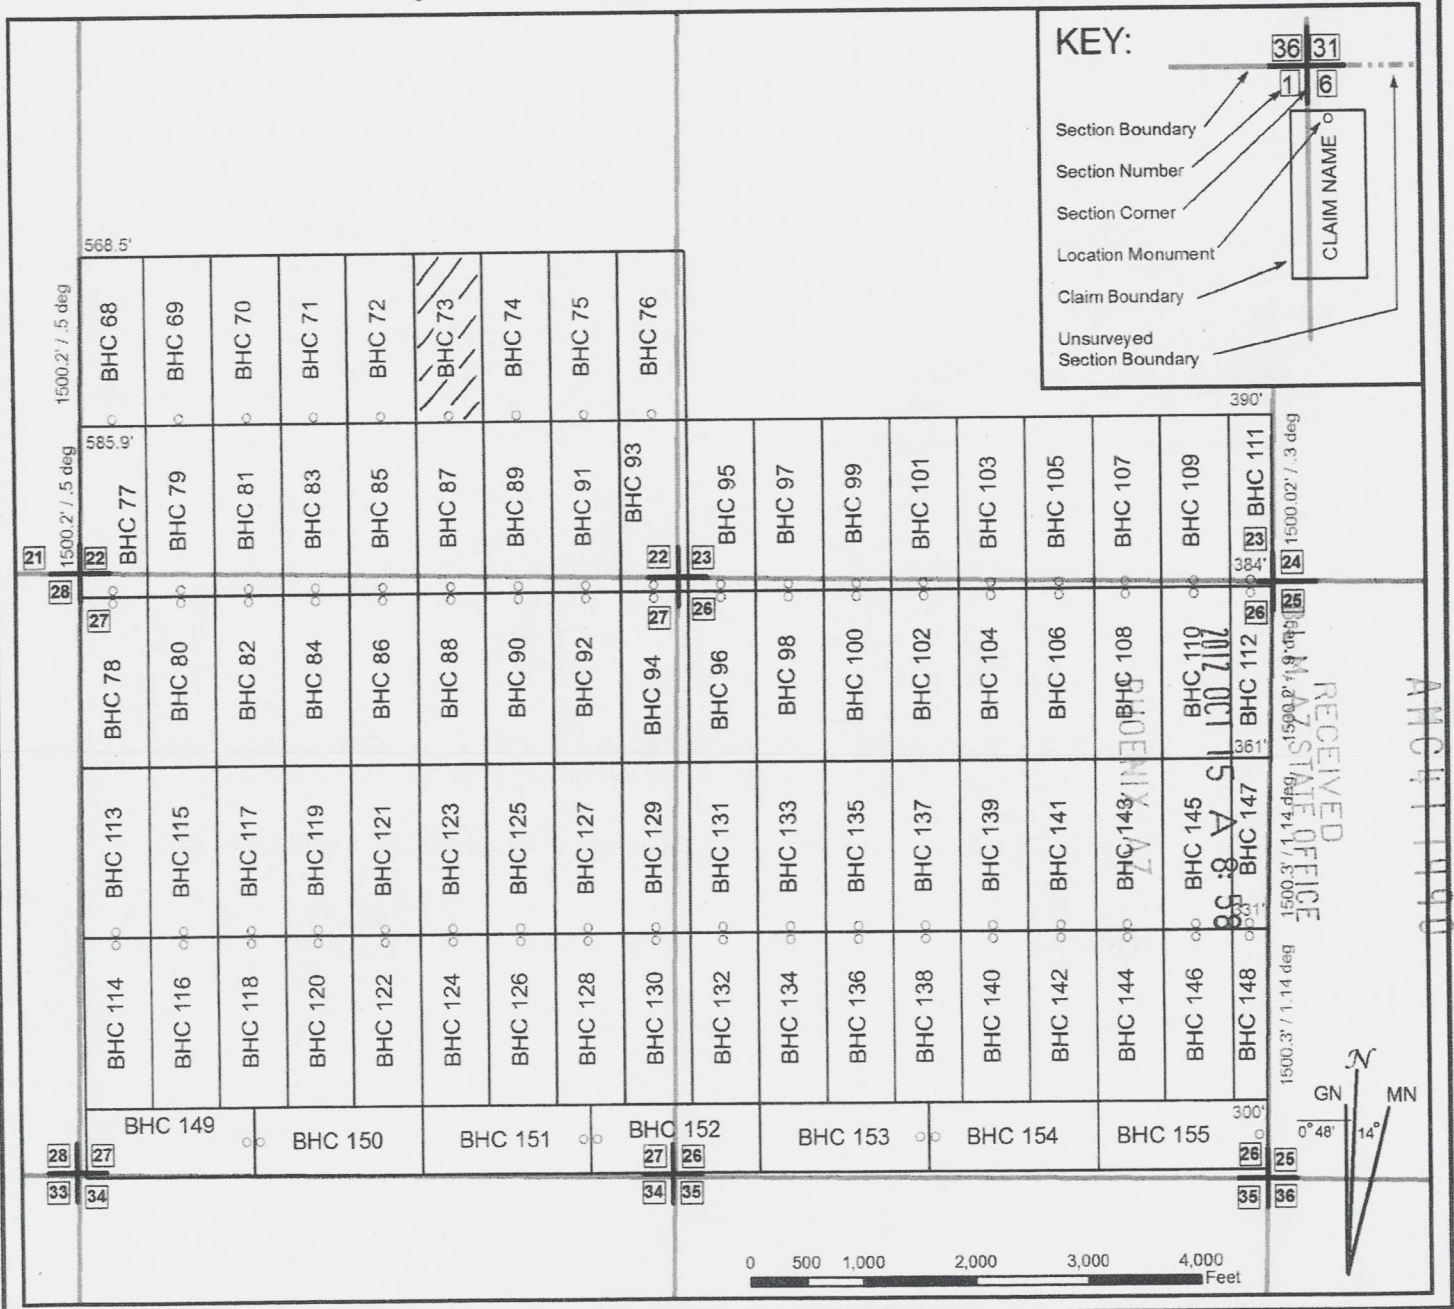 KEY:
36 31
1 6
Section Boundary
Section Number
Section Corner
Location Monument
Claim Boundary
Unsurveyed
Section Boundary
CLAIM NAME
568.5'
1500.2' / .5 deg
BHC 68 BHC 69 BHC 70 BHC 71 BHC 72 BHC 73 BHC 74 BHC 75 BHC 76
390'
585.9'
1500.2' / .5 deg
BHC 77 BHC 79 BHC 81 BHC 83 BHC 85 BHC 87 BHC 89 BHC 91 BHC 93 BHC 95 BHC 97 BHC 99 BHC 101 BHC 103 BHC 105 BHC 107 BHC 109 BHC 111
1500.02' / .3 deg
21 22 22 23 23 24
384'
28 27 27 26 26 25
BHC 78 BHC 80 BHC 82 BHC 84 BHC 86 BHC 88 BHC 90 BHC 92 BHC 94 BHC 96 BHC 98 BHC 100 BHC 102 BHC 104 BHC 106 BHC 108 BHC 110 BHC 112
361'
BHC 113 BHC 115 BHC 117 BHC 119 BHC 121 BHC 123 BHC 125 BHC 127 BHC 129 BHC 131 BHC 133 BHC 135 BHC 137 BHC 139 BHC 141 BHC 143 BHC 145 BHC 147
1500.3' / 1.14 deg
331'
BHC 114 BHC 116 BHC 118 BHC 120 BHC 122 BHC 124 BHC 126 BHC 128 BHC 130 BHC 132 BHC 134 BHC 136 BHC 138 BHC 140 BHC 142 BHC 144 BHC 146 BHC 148
1500.3' / 1.14 deg
300'
BHC 149 BHC 150 BHC 151 BHC 152 BHC 153 BHC 154 BHC 155
28 27 27 26 26 25
33 34 34 35 35 36
RECEIVED
AZ STATE OFFICE
2012 OCT 15 A 8:58
PHOENIX AZ
N
GN MN
0°48' 14°
0 500 1,000 2,000 3,000 4,000
Feet